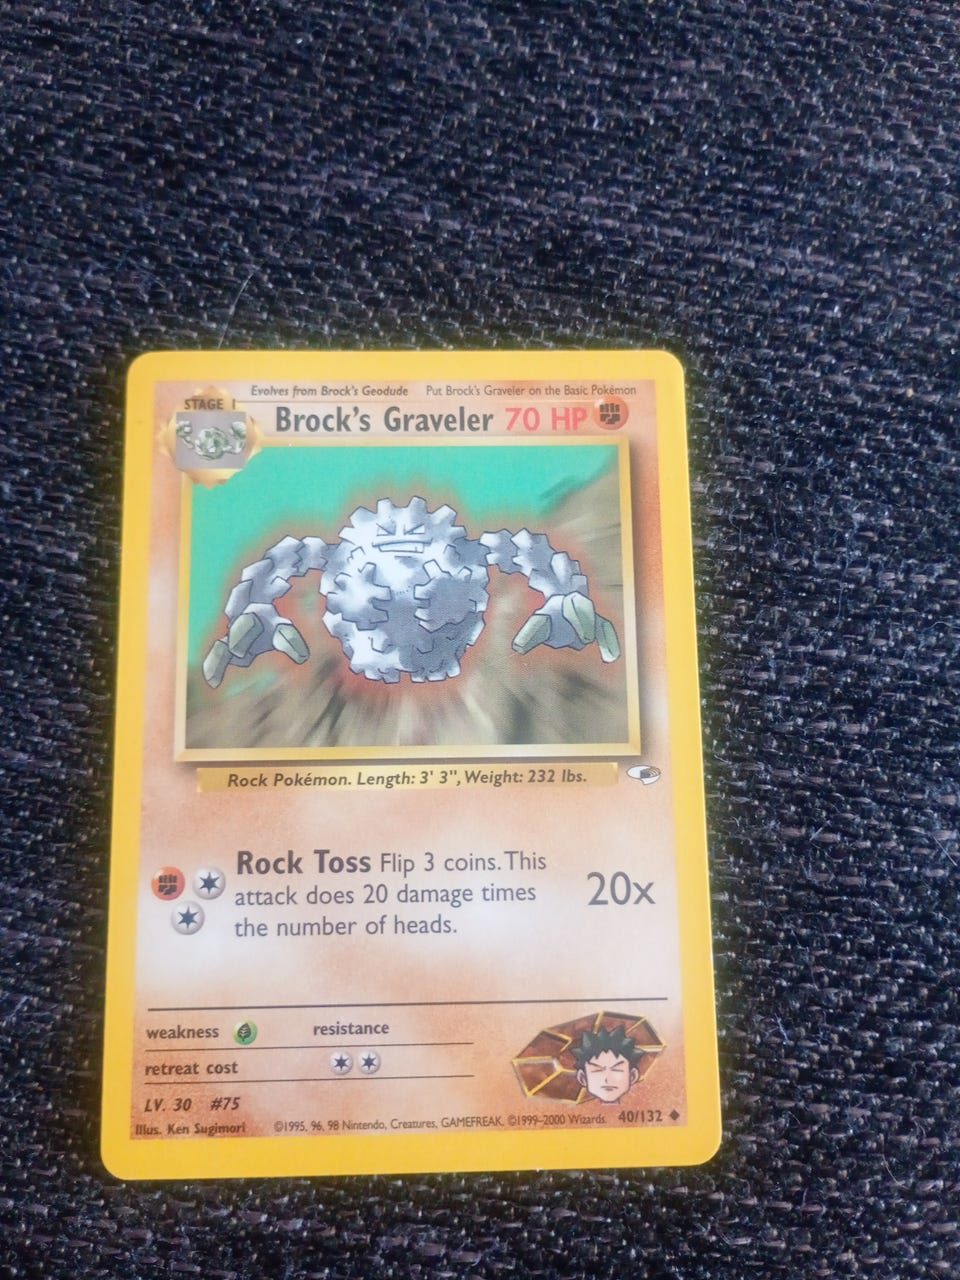 Evolves from Brock's Geodude Put Brock's Graveler on the Basic Pokémon
STAGE 1
Brock's Graveler 70 HP
Rock Pokémon. Length: 3' 3", Weight: 232 lbs.
Rock Toss Flip 3 coins. This
attack does 20 damage times
the number of heads.
20x
weakness resistance
retreat cost
LV. 30 #75
Illus. Ken Sugimori ©1995, 96, 98 Nintendo, Creatures, GAMEFREAK. ©1999-2000 Wizards. 40/132